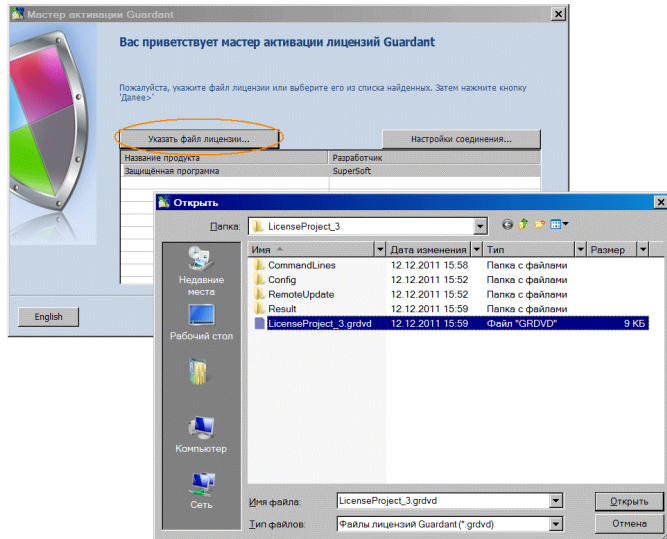 Мастер активации Guardant
Вас приветствует мастер активации лицензий Guardant
Пожалуйста, укажите файл лицензии или выберите его из списка найденных. Затем нажмите кнопку
'Далее>'
Указать файл лицензии...
Настройки соединения...
Название продукта Разработчик
Защищённая программа SuperSoft
English
Открыть
Папка: LicenseProject_3
Имя Дата изменения Тип Размер
CommandLines 12.12.2011 15:58 Папка с файлами
Config 12.12.2011 15:52 Папка с файлами
RemoteUpdate 12.12.2011 15:52 Папка с файлами
Result 12.12.2011 15:59 Папка с файлами
LicenseProject_3.grdvd 12.12.2011 15:59 Файл "GRDVD" 9 КБ
Недавние
места
Рабочий стол
Компьютер
Сеть
Имя файла: LicenseProject_3.grdvd Открыть
Тип файлов: Файлы лицензий Guardant (*.grdvd) Отмена